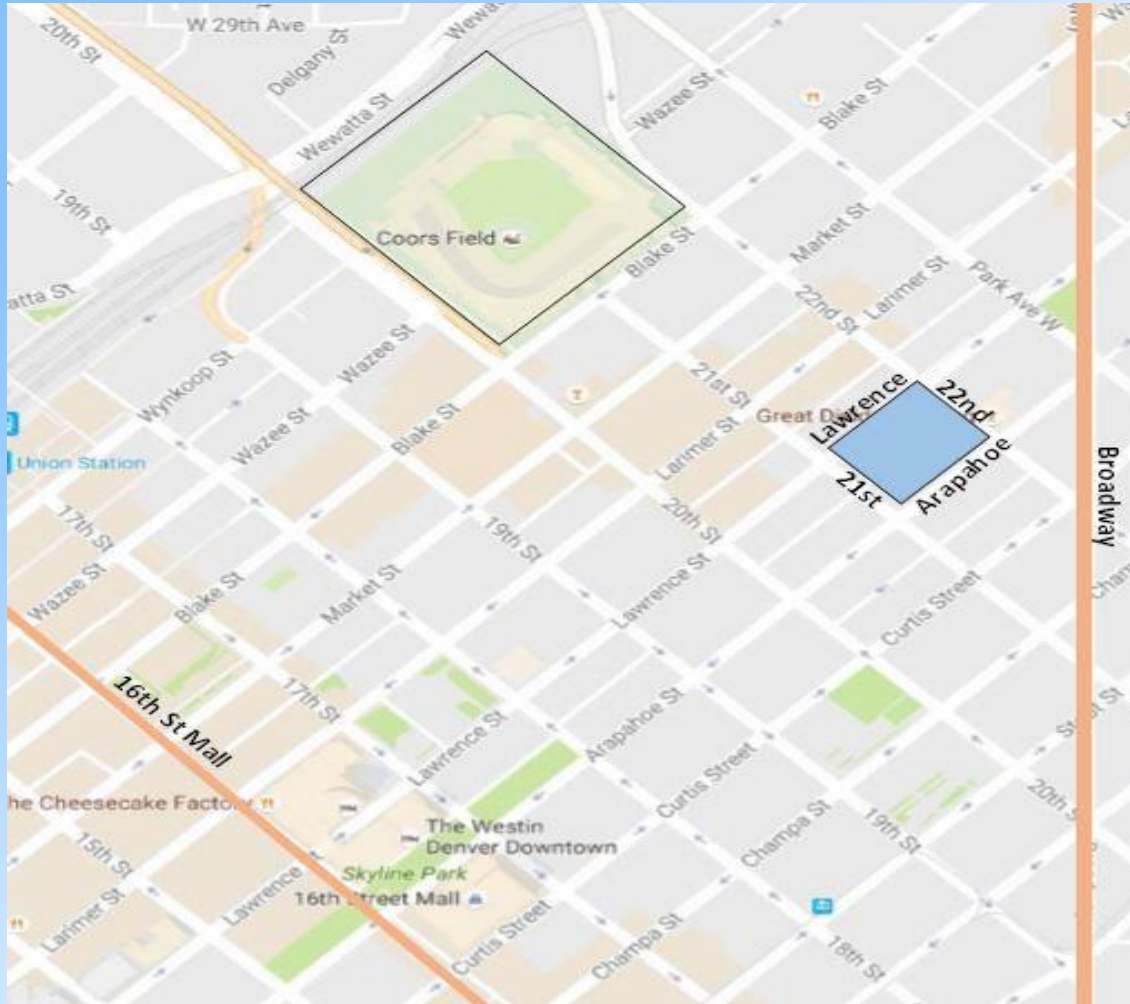 W 29th Ave
20th St
Delgany St
Wewatta St
Wazee St
Blake St
19th St
Coors Field
Blake St
Market St
Larimer St
Park Ave W
22nd St
atta St
Wynkoop St
Wazee St
Wazee St
Blake St
21st St
Great D
Lawrence
22nd
21st
Arapahoe
Broadway
Larimer St
20th St
Union Station
17th St
19th St
Wazee St
Blake St
Market St
Lawrence St
Curtis Street
Cham
16th St Mall
17th St
Lawrence St
Arapahoe St
Curtis Street
Champa St
19th St
20th S
he Cheesecake Factory
The Westin
Denver Downtown
Skyline Park
16th Street Mall
15th St
Larimer St
Lawrence
Curtis Street
Champa St
18th St